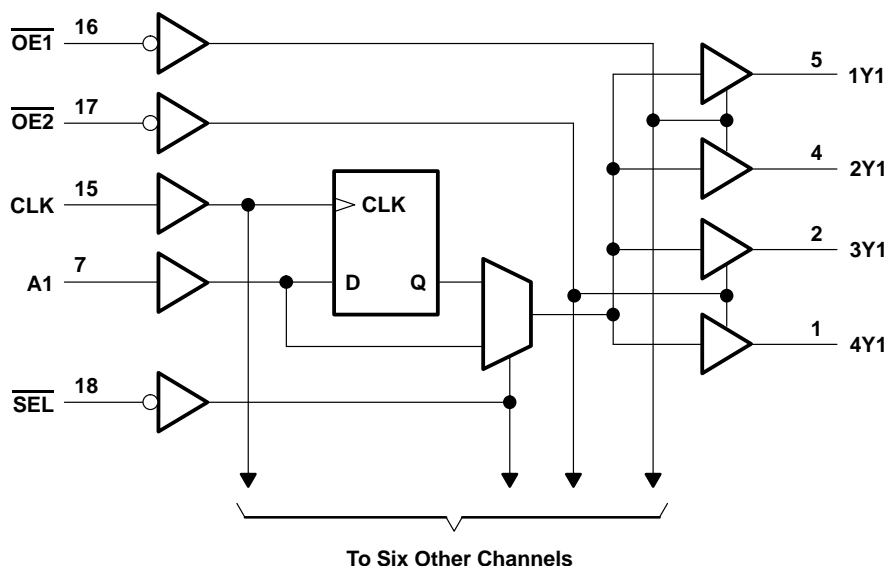 OE1 16
OE2 17
CLK 15
A1 7
SEL 18
CLK
D Q
5 1Y1
4 2Y1
2 3Y1
1 4Y1
To Six Other Channels